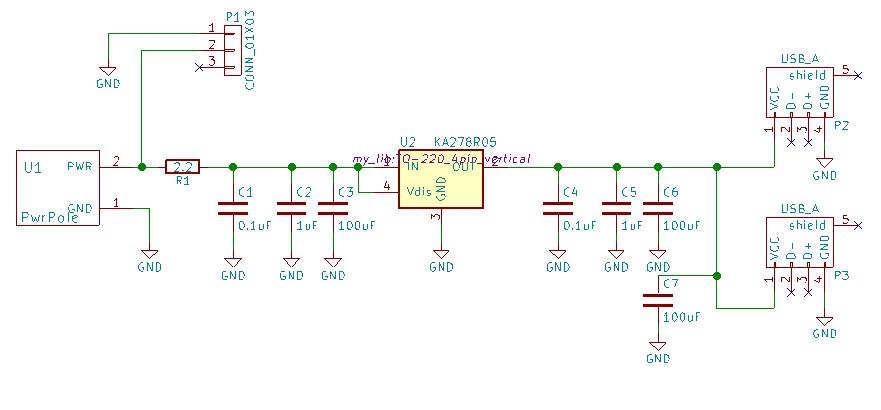 P1
CONN_01X03
1
2
3
GND
USB_A
shield
5
VCC
D-
D+
GND
1
2
3
4
P2
GND
U1
PWR
2
GND
1
PwrPole
GND
2.2
R1
C1
0.1uF
GND
C2
1uF
GND
C3
100uF
GND
U2
KA278R05
my_lib:TO-220_4pin_vertical
1
IN
OUT
2
4
Vdis
GND
3
GND
C4
0.1uF
GND
C5
1uF
GND
C6
100uF
GND
C7
100uF
GND
USB_A
shield
5
VCC
D-
D+
GND
1
2
3
4
P3
GND